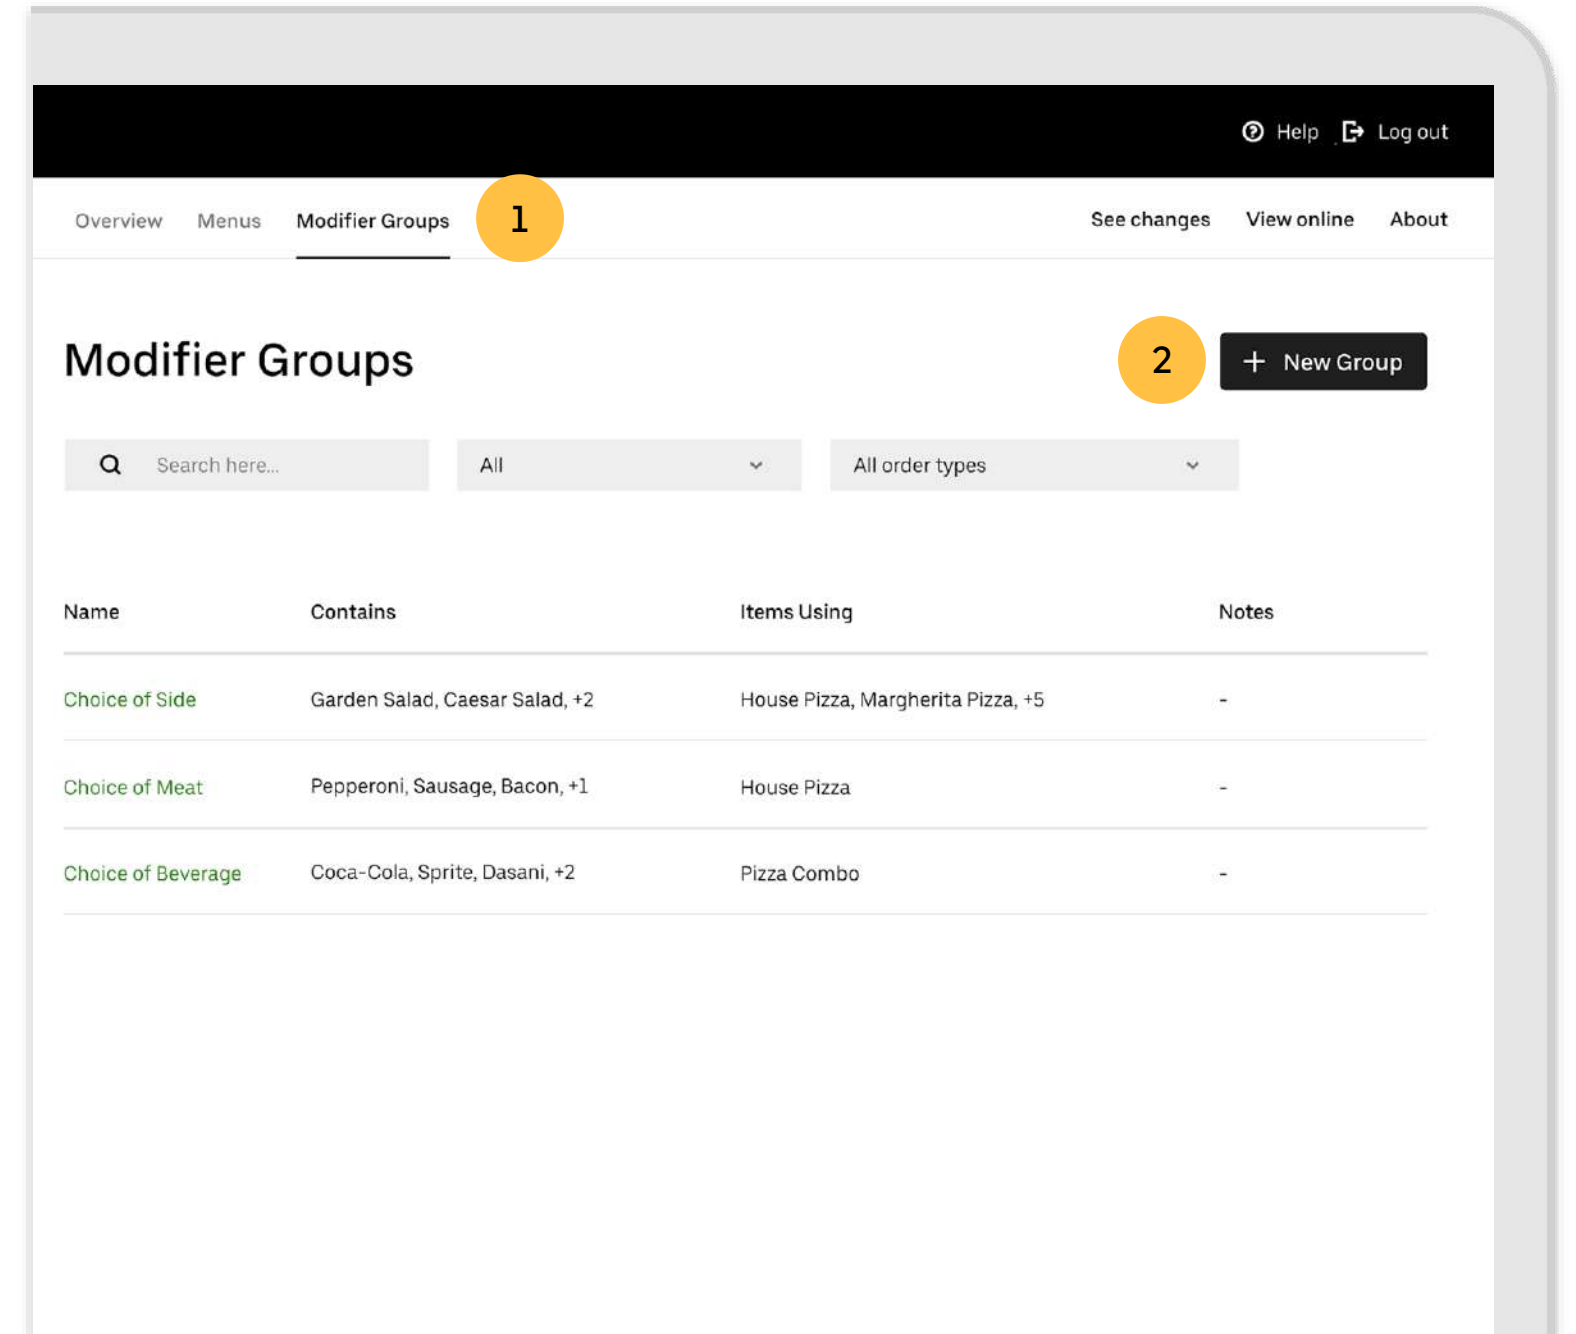 Help Log out
Overview Menus Modifier Groups 1 See changes View online About
Modifier Groups 2 + New Group
Search here... All All order types
Name Contains Items Using Notes
Choice of Side Garden Salad, Caesar Salad, +2 House Pizza, Margherita Pizza, +5 -
Choice of Meat Pepperoni, Sausage, Bacon, +1 House Pizza -
Choice of Beverage Coca-Cola, Sprite, Dasani, +2 Pizza Combo -